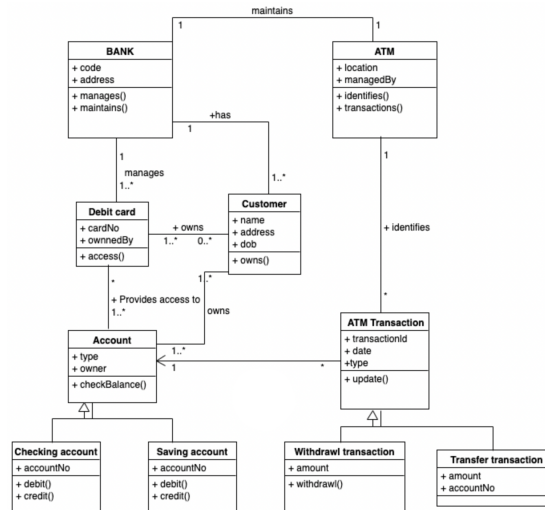 maintains
1
1
BANK
+ code
+ address
+ manages()
+ maintains()
ATM
+ location
+ managedBy
+ identifies()
+ transactions()
+has
1
1..*
1
manages
1..*
1
+ identifies
*
Debit card
+ cardNo
+ ownnedBy
+ access()
+ owns
1..*
0..*
Customer
+ name
+ address
+ dob
+ owns()
*
+ Provides access to
1..*
1..*
owns
1..*
Account
+ type
+ owner
+ checkBalance()
1
*
ATM Transaction
+ transactionId
+ date
+type
+ update()
Checking account
+ accountNo
+ debit()
+ credit()
Saving account
+ accountNo
+ debit()
+ credit()
Withdrawl transaction
+ amount
+ withdrawl()
Transfer transaction
+ amount
+ accountNo